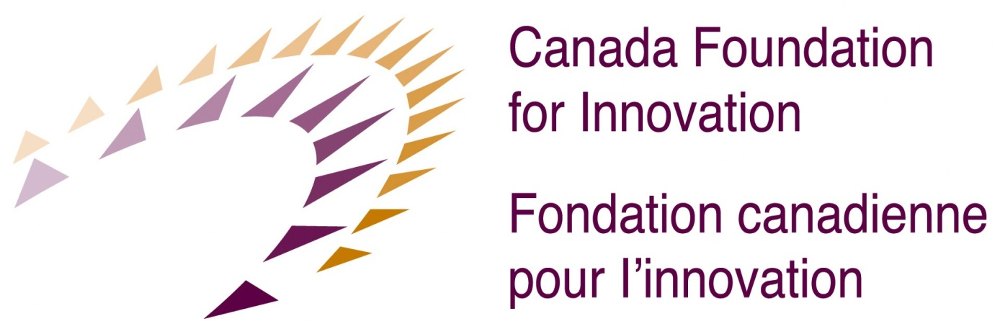 Canada Foundation
for Innovation
Fondation canadienne
pour l’innovation